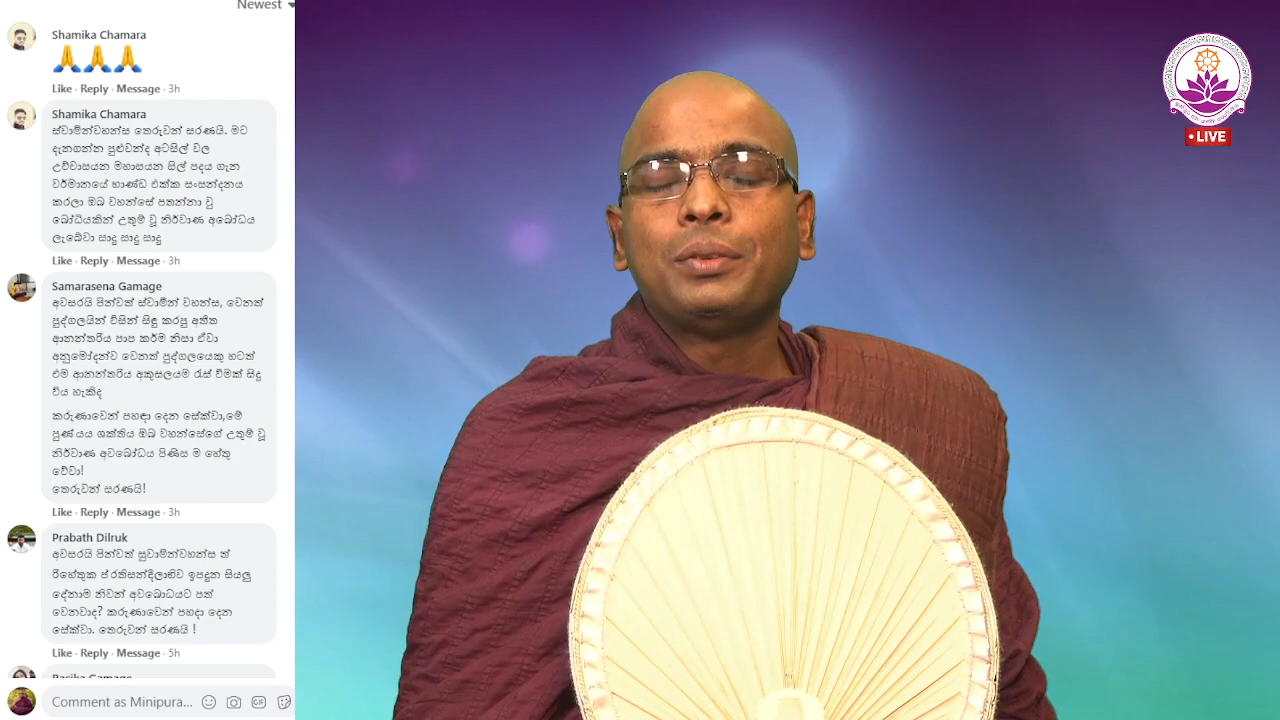 Newest
Shamika Chamara
Like · Reply · Message · 3h
Shamika Chamara
ස්වාමින්වහන්ස තෙරුවන් සරණයි. මට
දැනගන්න පුළුවන්ද අටසිල් වල
උච්චාසයන මහාසයන සිල් පදය ගැන
වර්මානයේ භාණ්ඩ එක්ක සංසන්දනය
කරලා ඔබ වහන්සේ පතන්නා වු
බෝධියකින් උතුම් වූ නිර්වාණ අබෝධය
ලැබේවා සාදු සාදු සාදු
Like · Reply · Message · 3h
Samarasena Gamage
අවසරයි පින්වත් ස්වාමින් වහන්ස, වෙනත්
පුද්ගලයින් විසින් සිඳු කරපු අතීත
ආනන්තරිය පාප කර්ම නිසා ඒවා
අනුමෝදන්ව වෙනත් පුද්ගලයෙකු හටත්
එම ආනන්තරිය අකුසලයම රැස් වීමක් සිදු
විය හැකිද
කරුණාවෙන් පහඳා දෙන සේක්වා,මේ
පුණ්‍යය ශක්තිය ඔබ වහන්සේගේ උතුම් වූ
නිර්වාණ අවබෝධය පිණිස ම හේතු
වේවා!
තෙරුවන් සරණයි!
Like · Reply · Message · 3h
Prabath Dilruk
අවසරයි පින්වත් සුවාමින්වහන්ස ත්
රිහේතුක ප්‍රතිසන්දිලාභිව ඉපදුන සියලු
දේනාම නිවන් අවබොධයට පත්
වෙනවාද? කරුණාවෙන් පහදා දෙන
සේක්වා. තෙරුවන් සරණයි !
Like · Reply · Message · 5h
Rasika Gamage
Comment as Minipura...
GIF
LIVE